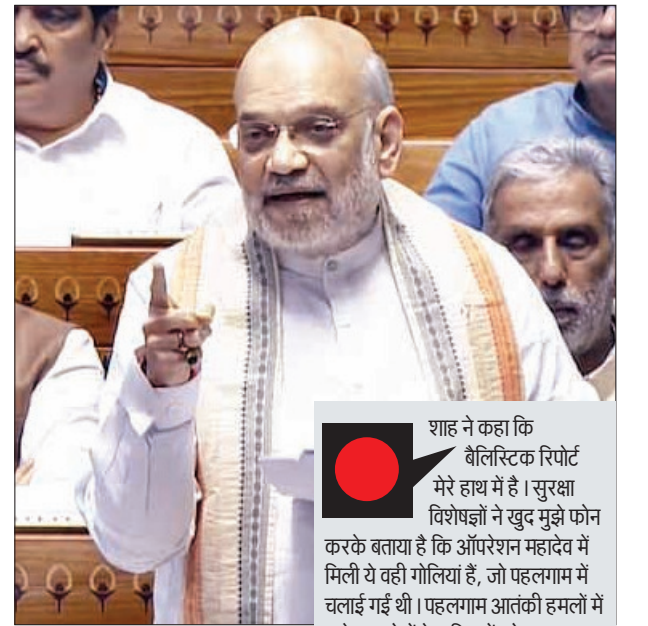 शाह ने कहा कि
बैलिस्टिक रिपोर्ट
मेरे हाथ में है । सुरक्षा
विशेषज्ञों ने खुद मुझे फोन
करके बताया है कि ऑपरेशन महादेव में
मिली ये वही गोलियां हैं, जो पहलगाम में
चलाई गईं थी । पहलगाम आतंकी हमलों में